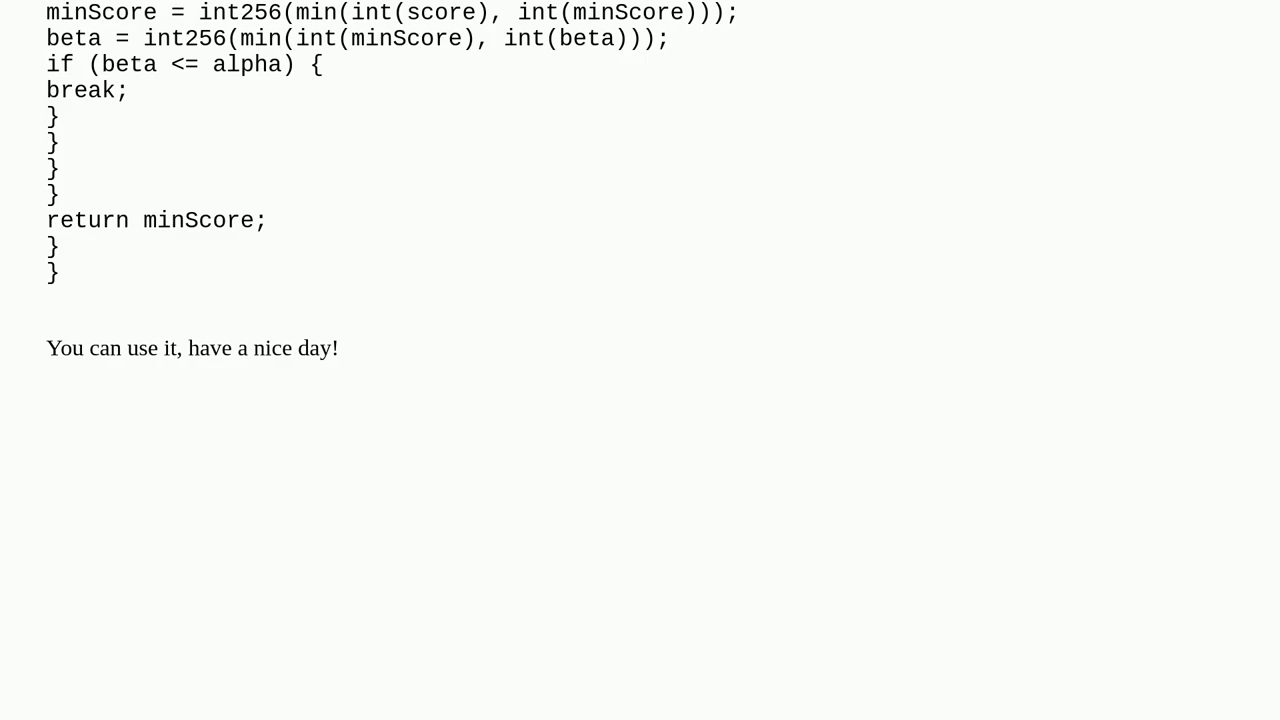 minScore = int256(min(int(score), int(minScore)));
beta = int256(min(int(minScore), int(beta)));
if (beta <= alpha) {
break;
}
}
}
}
return minScore;
}
}
You can use it, have a nice day!